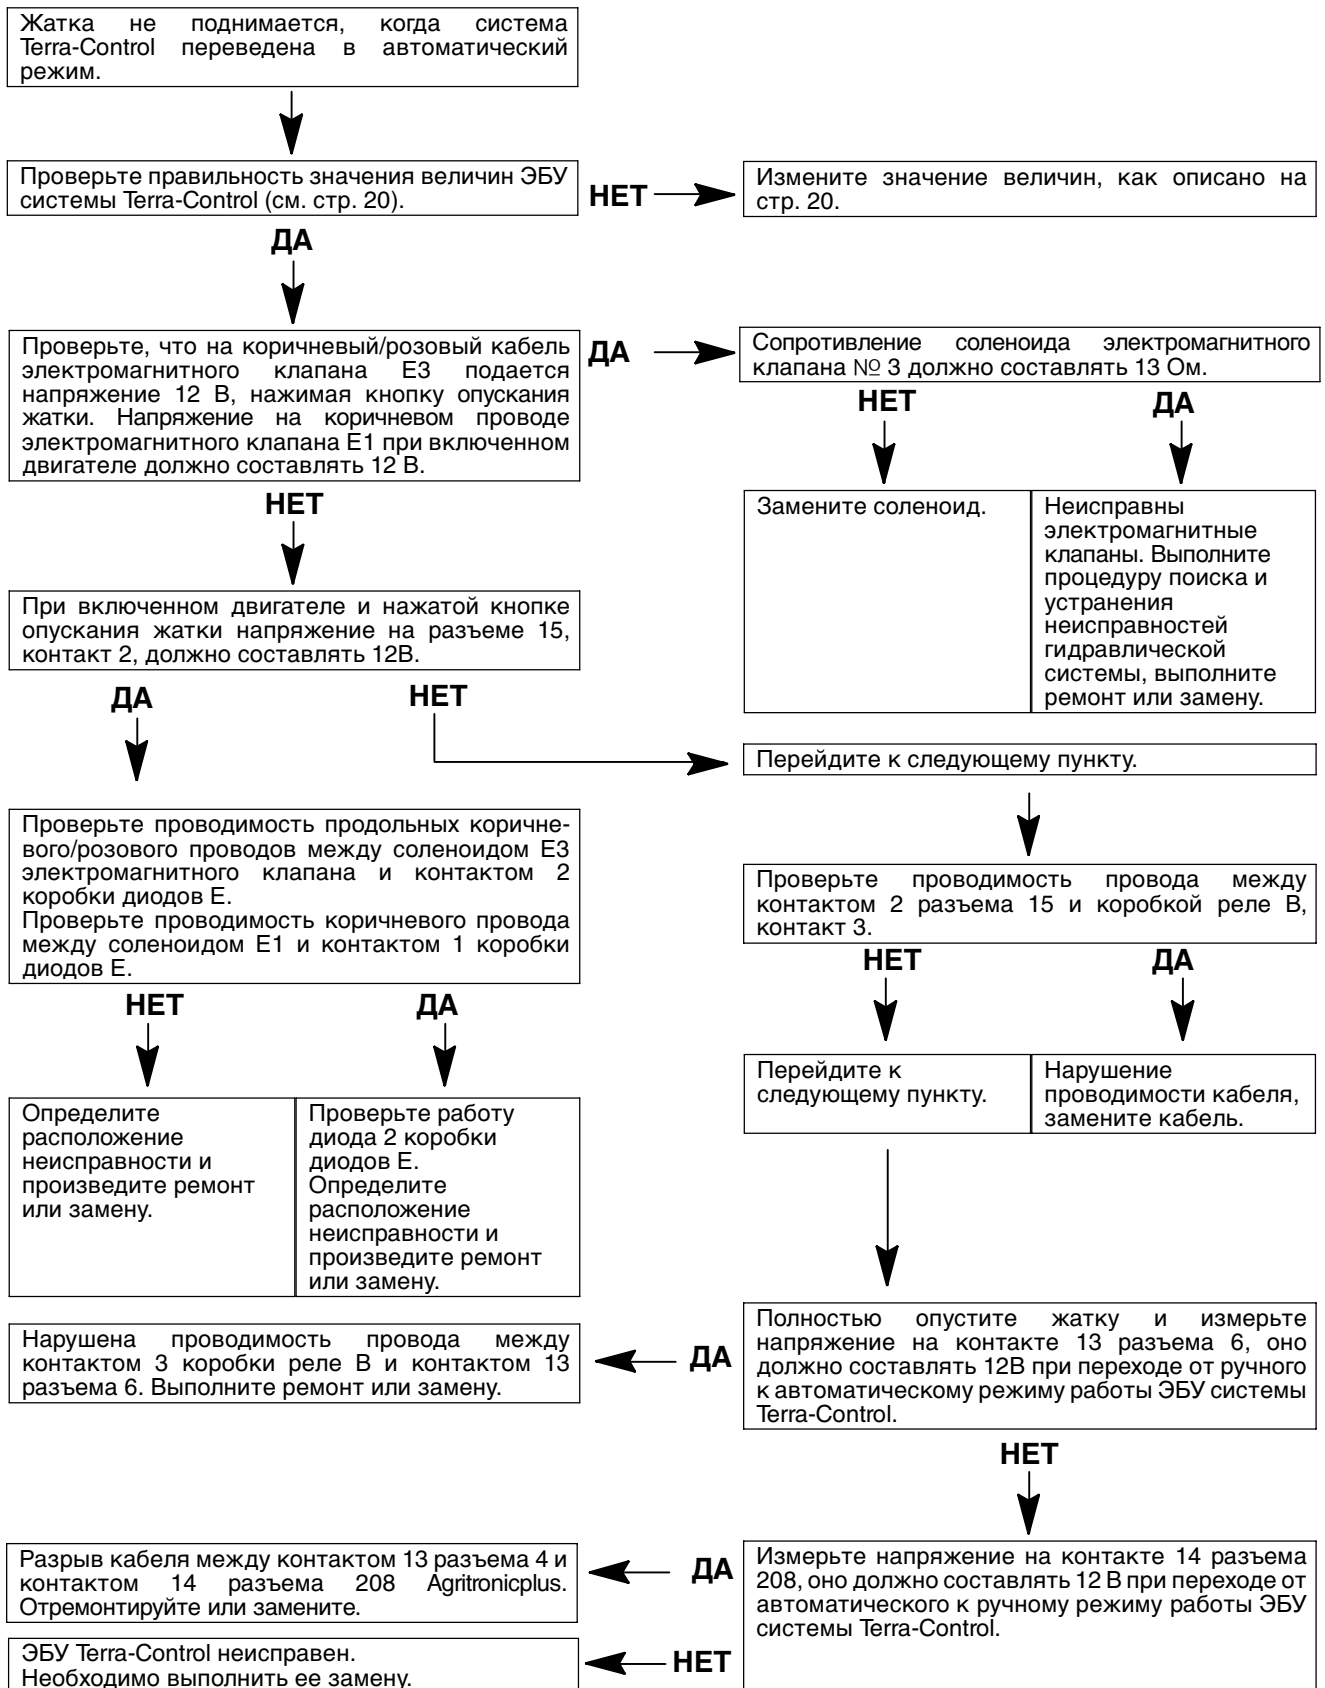 Жатка не поднимается, когда система
Terra-Control переведена в автоматический
режим.
Проверьте правильность значения величин ЭБУ
системы Terra-Control (см. стр. 20).
НЕТ
Измените значение величин, как описано на
стр. 20.
ДА
Проверьте, что на коричневый/розовый кабель
электромагнитного клапана E3 подается
напряжение 12 В, нажимая кнопку опускания
жатки. Напряжение на коричневом проводе
электромагнитного клапана E1 при включенном
двигателе должно составлять 12 В.
ДА
Сопротивление соленоида электромагнитного
клапана № 3 должно составлять 13 Ом.
НЕТ
ДА
Замените соленоид.
Неисправны
электромагнитные
клапаны. Выполните
процедуру поиска и
устранения
неисправностей
гидравлической
системы, выполните
ремонт или замену.
НЕТ
При включенном двигателе и нажатой кнопке
опускания жатки напряжение на разъеме 15,
контакт 2, должно составлять 12В.
ДА
НЕТ
Перейдите к следующему пункту.
Проверьте проводимость продольных коричне-
вого/розового проводов между соленоидом E3
электромагнитного клапана и контактом 2
коробки диодов E.
Проверьте проводимость коричневого провода
между соленоидом E1 и контактом 1 коробки
диодов E.
НЕТ
ДА
Определите
расположение
неисправности и
произведите ремонт
или замену.
Проверьте работу
диода 2 коробки
диодов E.
Определите
расположение
неисправности и
произведите ремонт
или замену.
Проверьте проводимость провода между
контактом 2 разъема 15 и коробкой реле B,
контакт 3.
НЕТ
ДА
Перейдите к
следующему пункту.
Нарушение
проводимости кабеля,
замените кабель.
Полностью опустите жатку и измерьте
напряжение на контакте 13 разъема 6, оно
должно составлять 12В при переходе от ручного
к автоматическому режиму работы ЭБУ системы
Terra-Control.
ДА
Нарушена проводимость провода между
контактом 3 коробки реле B и контактом 13
разъема 6. Выполните ремонт или замену.
НЕТ
Измерьте напряжение на контакте 14 разъема
208, оно должно составлять 12 В при переходе от
автоматического к ручному режиму работы ЭБУ
системы Terra-Control.
ДА
Разрыв кабеля между контактом 13 разъема 4 и
контактом 14 разъема 208 Agritronicplus.
Отремонтируйте или замените.
НЕТ
ЭБУ Terra-Control неисправен.
Необходимо выполнить ее замену.